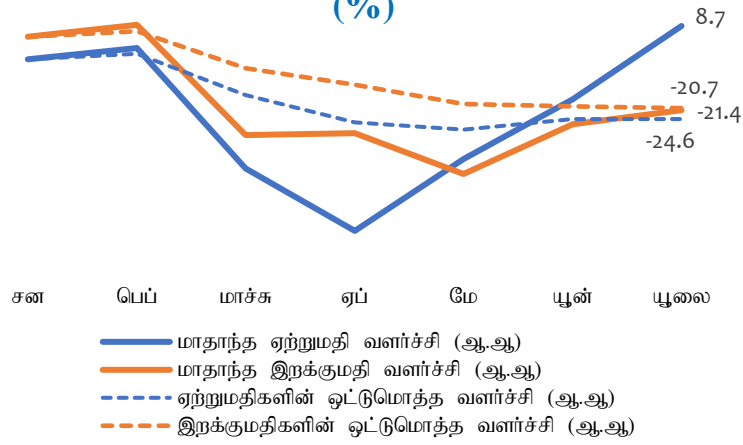 (%)
8.7
-20.7
-21.4
-24.6
சன பெப் மார்ச்சு ஏப் மே யூன் யூலை
மாதாந்த ஏற்றுமதி வளர்ச்சி (ஆ.ஆ)
மாதாந்த இறக்குமதி வளர்ச்சி (ஆ.ஆ)
ஏற்றுமதிகளின் ஒட்டுமொத்த வளர்ச்சி (ஆ.ஆ)
இறக்குமதிகளின் ஒட்டுமொத்த வளர்ச்சி (ஆ.ஆ)